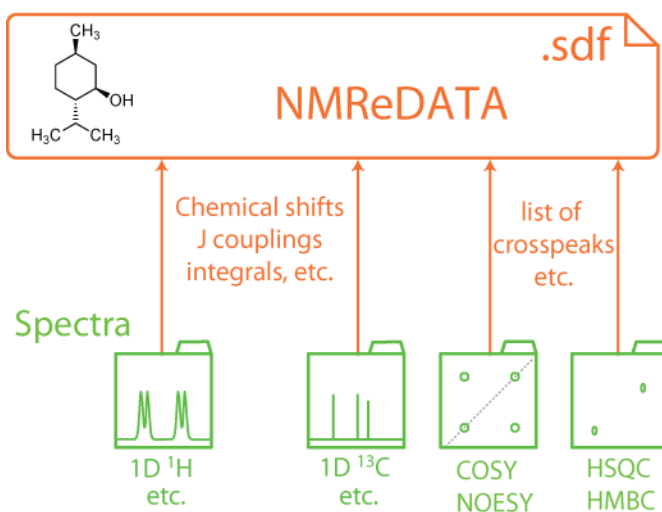 CH₃
.sdf
NMReDATA
OH
H₃C
CH₃
Chemical shifts
J couplings
integrals, etc.
list of
crosspeaks
etc.
Spectra
1D ¹H
etc.
1D ¹³C
etc.
COSY
NOESY
HSQC
HMBC